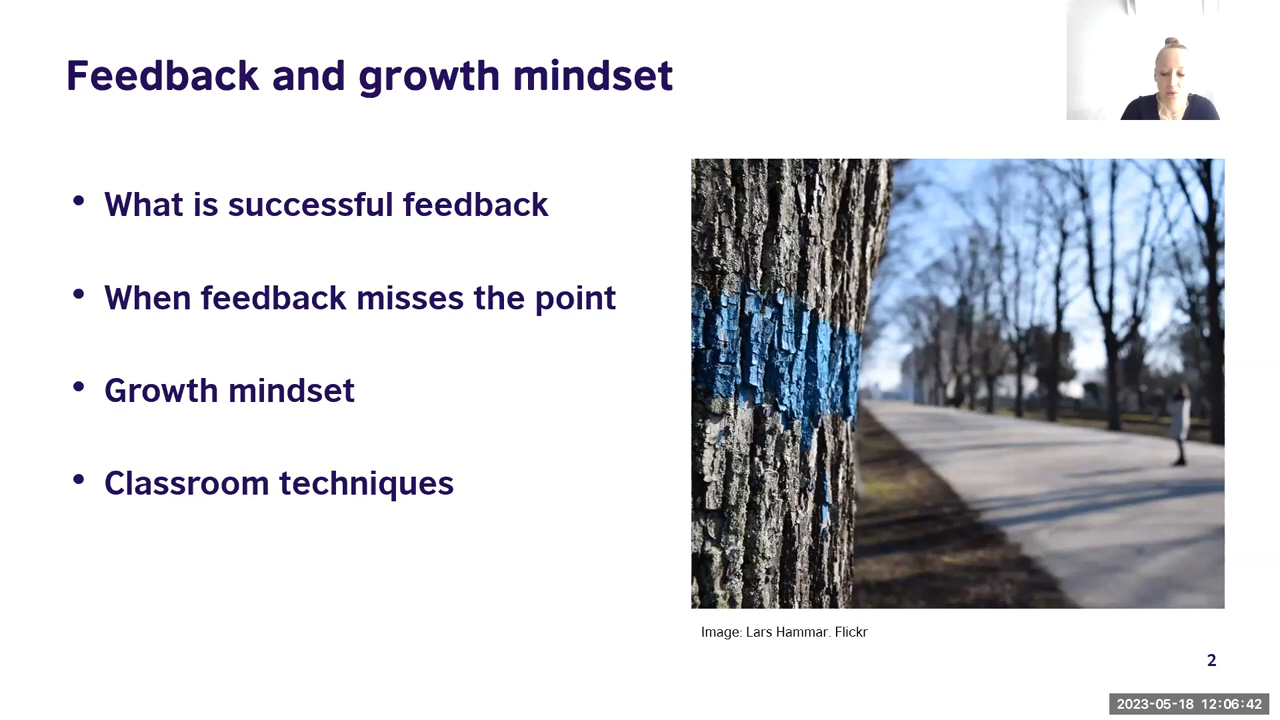 Feedback and growth mindset
• What is successful feedback
• When feedback misses the point
• Growth mindset
• Classroom techniques
Image: Lars Hammar. Flickr
2
2023-05-18 12:06:42